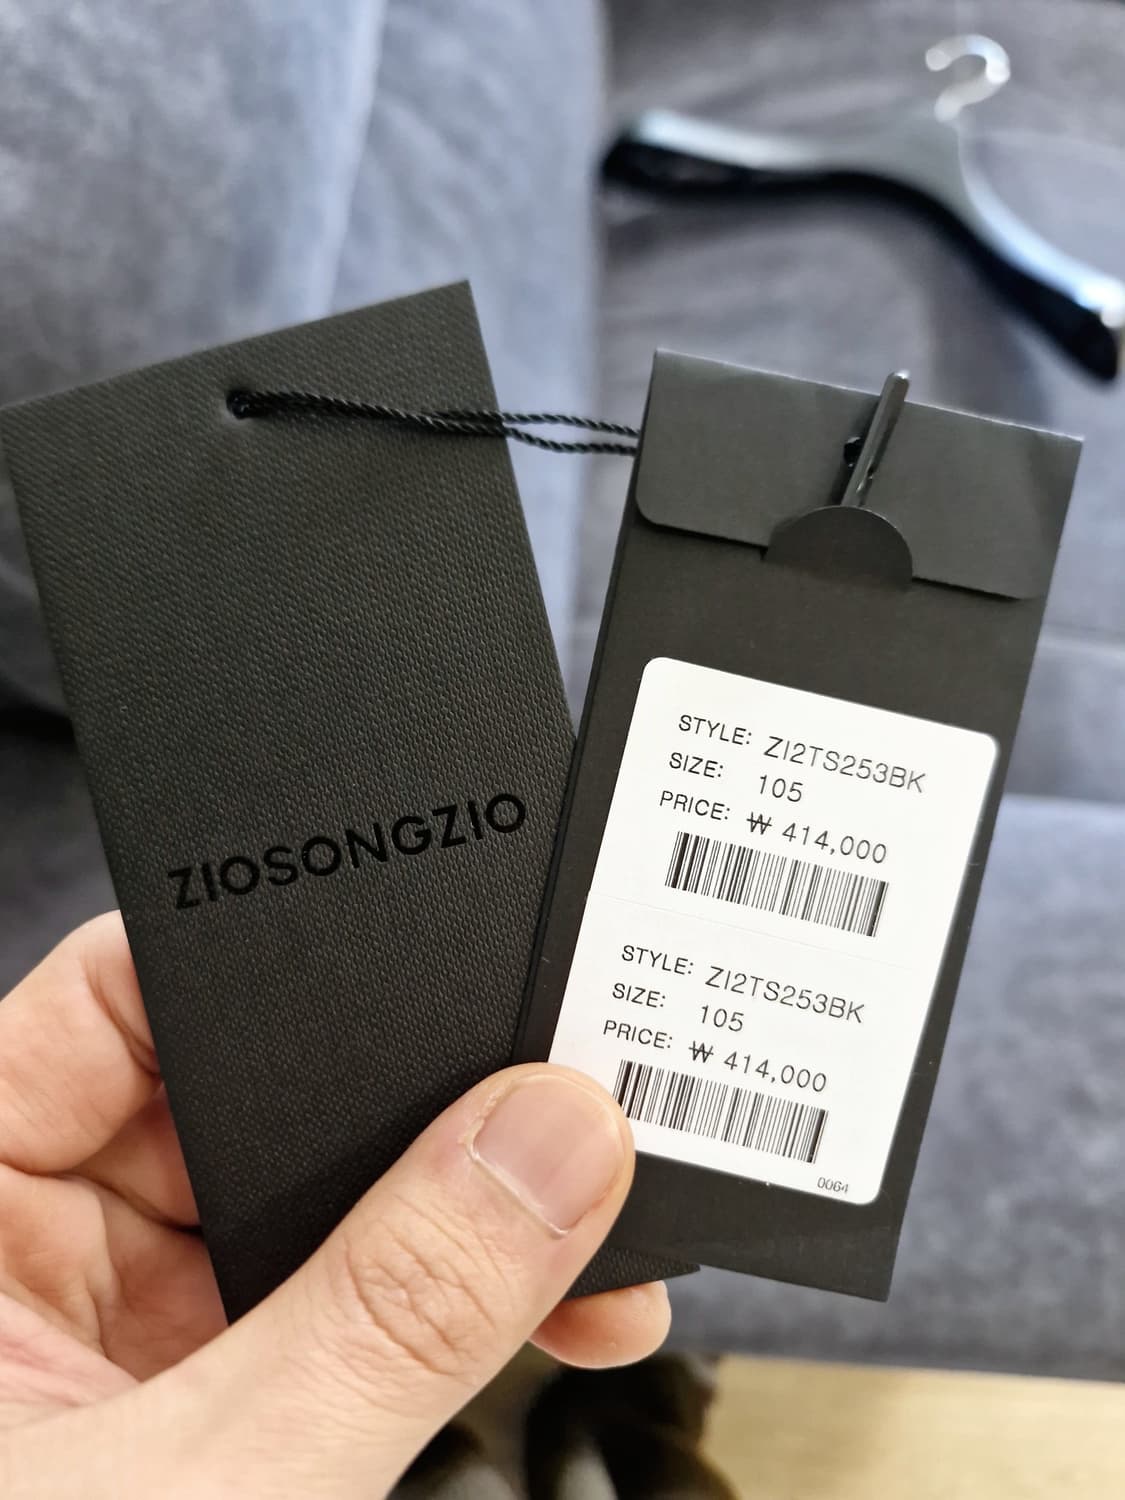 ZIOSONGZIO
STYLE: ZI2TS253BK
SIZE: 105
PRICE: ₩ 414,000
STYLE: ZI2TS253BK
SIZE: 105
PRICE: ₩ 414,000
0064